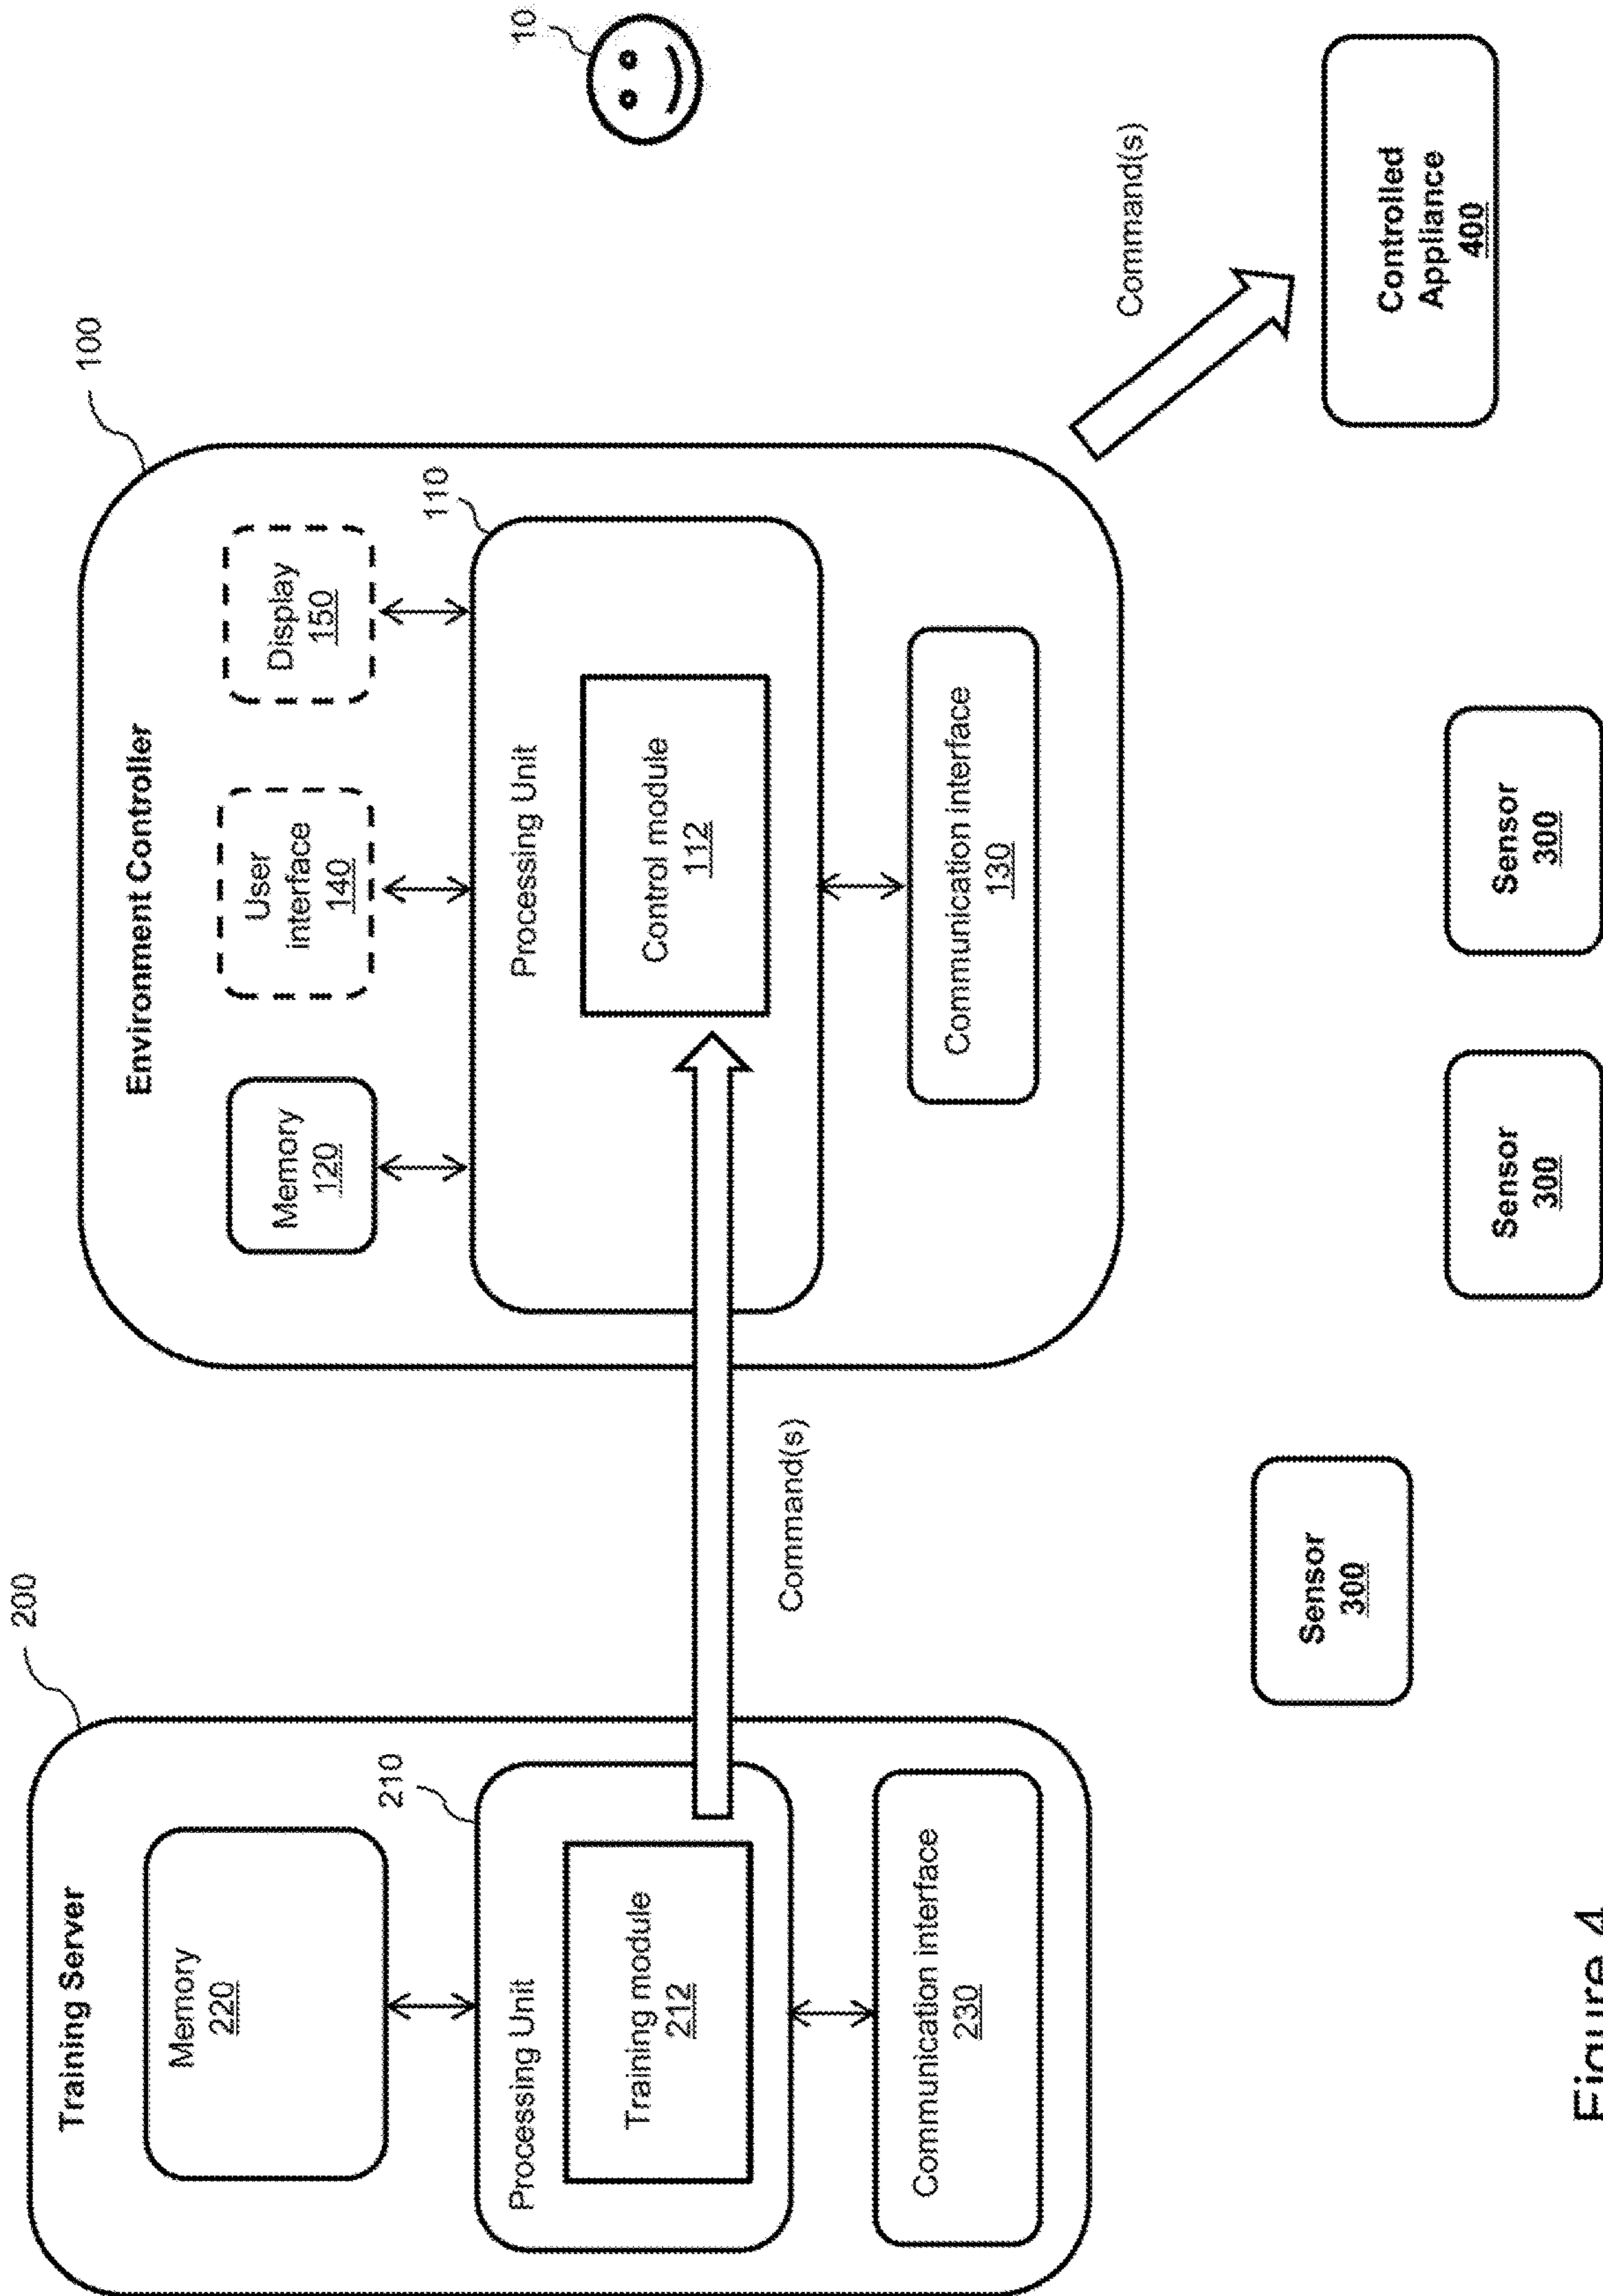 Training Server
200
Memory
220
210
Processing Unit
Training module
212
Communication interface
230
Command(s)
Environment Controller
100
Memory
120
User
interface
140
Display
150
110
Processing Unit
Control module
112
Communication interface
130
10
Command(s)
Controlled
Appliance
400
Sensor
300
Sensor
300
Sensor
300
Figure 4